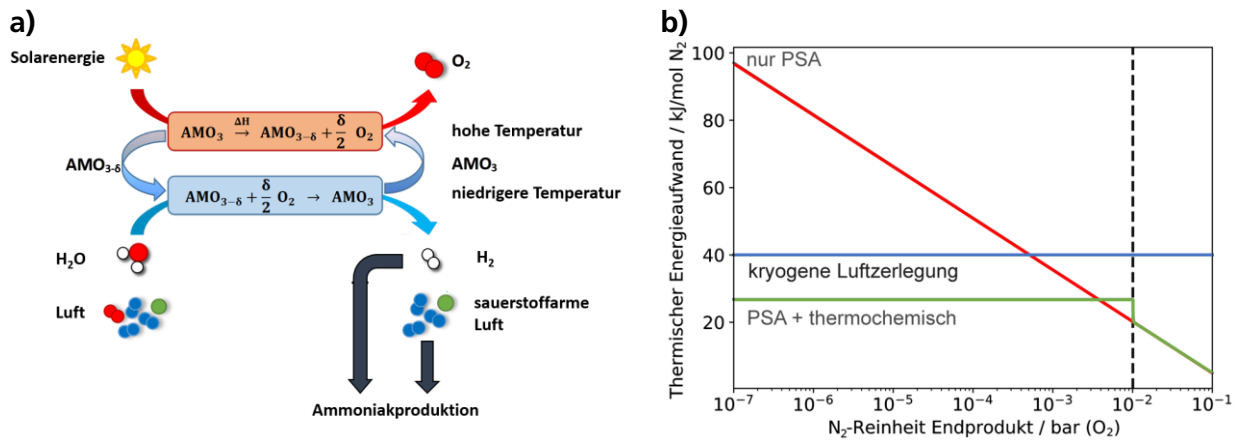 a)
Solarenergie
O₂
AMO₃ ΔH→ AMO₃₋δ + δ/2 O₂
hohe Temperatur
AMO₃₋δ
AMO₃
AMO₃₋δ + δ/2 O₂ → AMO₃
niedrigere Temperatur
H₂O
H₂
Luft
sauerstoffarme
Luft
Ammoniakproduktion
b)
Thermischer Energieaufwand / kJ/mol N₂
100
80
60
40
20
nur PSA
kryogene Luftzerlegung
PSA + thermochemisch
10⁻⁷ 10⁻⁶ 10⁻⁵ 10⁻⁴ 10⁻³ 10⁻² 10⁻¹
N₂-Reinheit Endprodukt / bar (O₂)